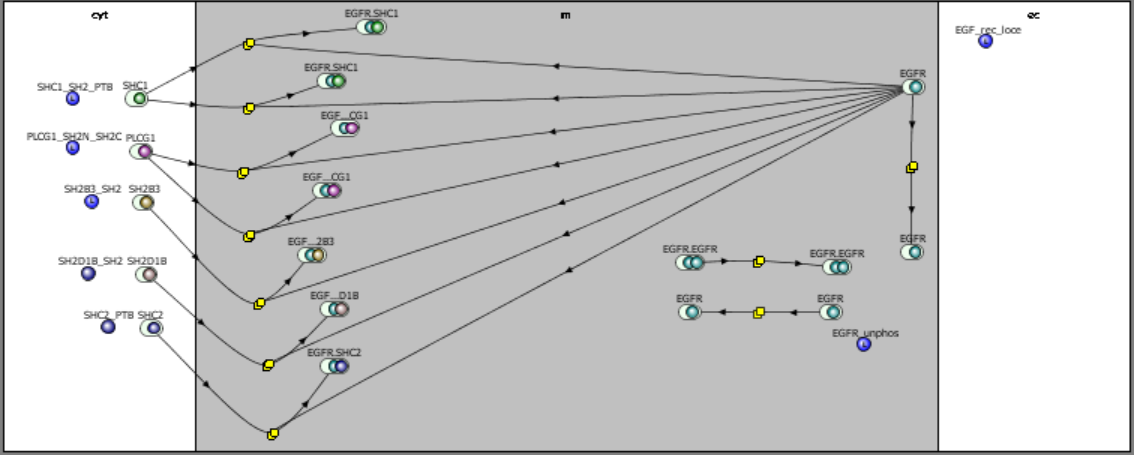 cyt
m
ec
EGFR.SHC1
EGF_rec_loce
EGFR.SHC1
EGFR
SHC1_SH2_PTB
SHC1
EGF...CG1
PLCG1_SH2N_SH2C
PLCG1
EGF...CG1
SH2B3_SH2
SH2B3
EGF...2B3
EGFR
EGFR.EGFR
EGFR.EGFR
SH2D1B_SH2
SH2D1B
EGF...D1B
EGFR
EGFR
SHC2_PTB
SHC2
EGFR_unphos
EGFR.SHC2